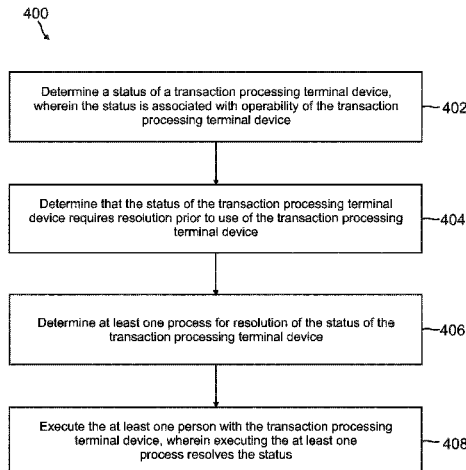 400
Determine a status of a transaction processing terminal device,
wherein the status is associated with operability of the transaction
processing terminal device
402
Determine that the status of the transaction processing terminal
device requires resolution prior to use of the transaction processing
terminal device
404
Determine at least one process for resolution of the status of the
transaction processing terminal device
406
Execute the at least one person with the transaction processing
terminal device, wherein executing the at least one
process resolves the status
408